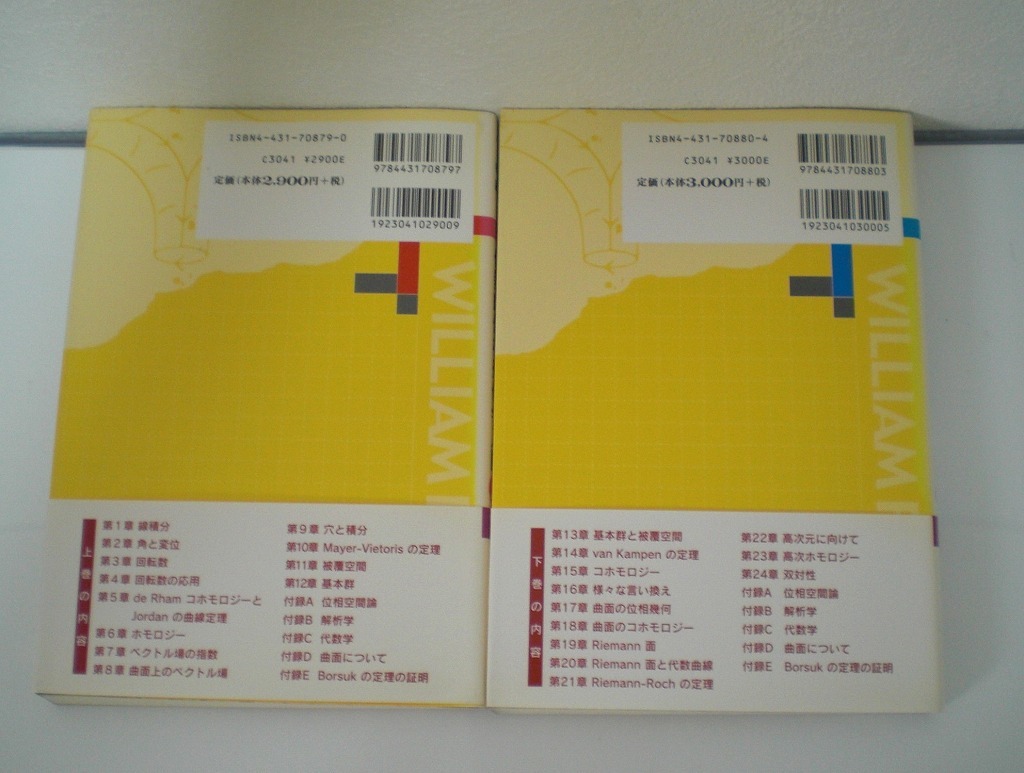 ISBN4-431-70879-0
C3041 ¥2900E
定価(本体2.900円+税)
9784431708797
1923041029009
WILLIAM
上巻の内容
第1章 線積分
第2章 角と変位
第3章 回転数
第4章 回転数の応用
第5章 de Rham コホモロジーと
Jordan の曲線定理
第6章 ホモロジー
第7章 ベクトル場の指数
第8章 曲面上のベクトル場
第9章 穴と積分
第10章 Mayer-Vietoris の定理
第11章 被覆空間
第12章 基本群
付録A 位相空間論
付録B 解析学
付録C 代数学
付録D 曲面について
付録E Borsuk の定理の証明
ISBN4-431-70880-4
C3041 ¥3000E
定価(本体3.000円+税)
9784431708803
1923041030005
WILLIAM
下巻の内容
第13章 基本群と被覆空間
第14章 van Kampen の定理
第15章 コホモロジー
第16章 様々な言い換え
第17章 曲面の位相幾何
第18章 曲面のコホモロジー
第19章 Riemann 面
第20章 Riemann 面と代数曲線
第21章 Riemann-Roch の定理
第22章 高次元に向けて
第23章 高次ホモロジー
第24章 双対性
付録A 位相空間論
付録B 解析学
付録C 代数学
付録D 曲面について
付録E Borsuk の定理の証明